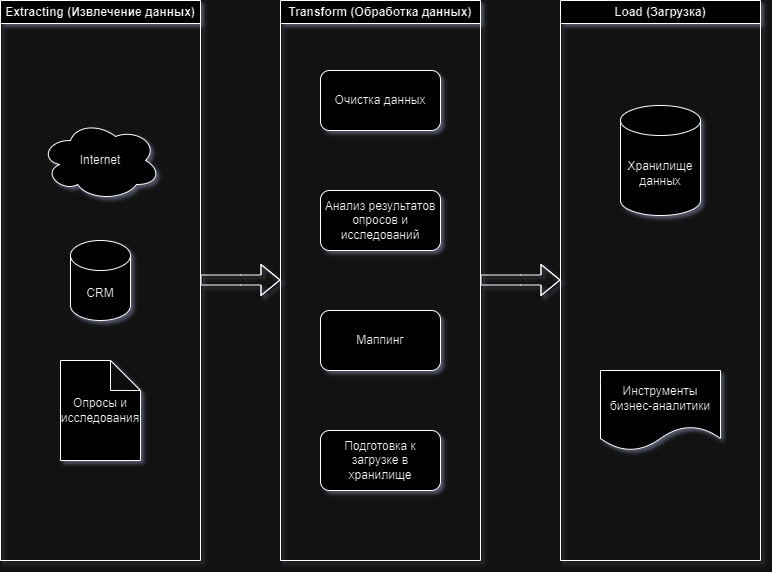 Extracting (Извлечение данных)
Internet
CRM
Опросы и
исследования
Transform (Обработка данных)
Очистка данных
Анализ результатов
опросов и
исследований
Маппинг
Подготовка к
загрузке в
хранилище
Load (Загрузка)
Хранилище
данных
Инструменты
бизнес-аналитики